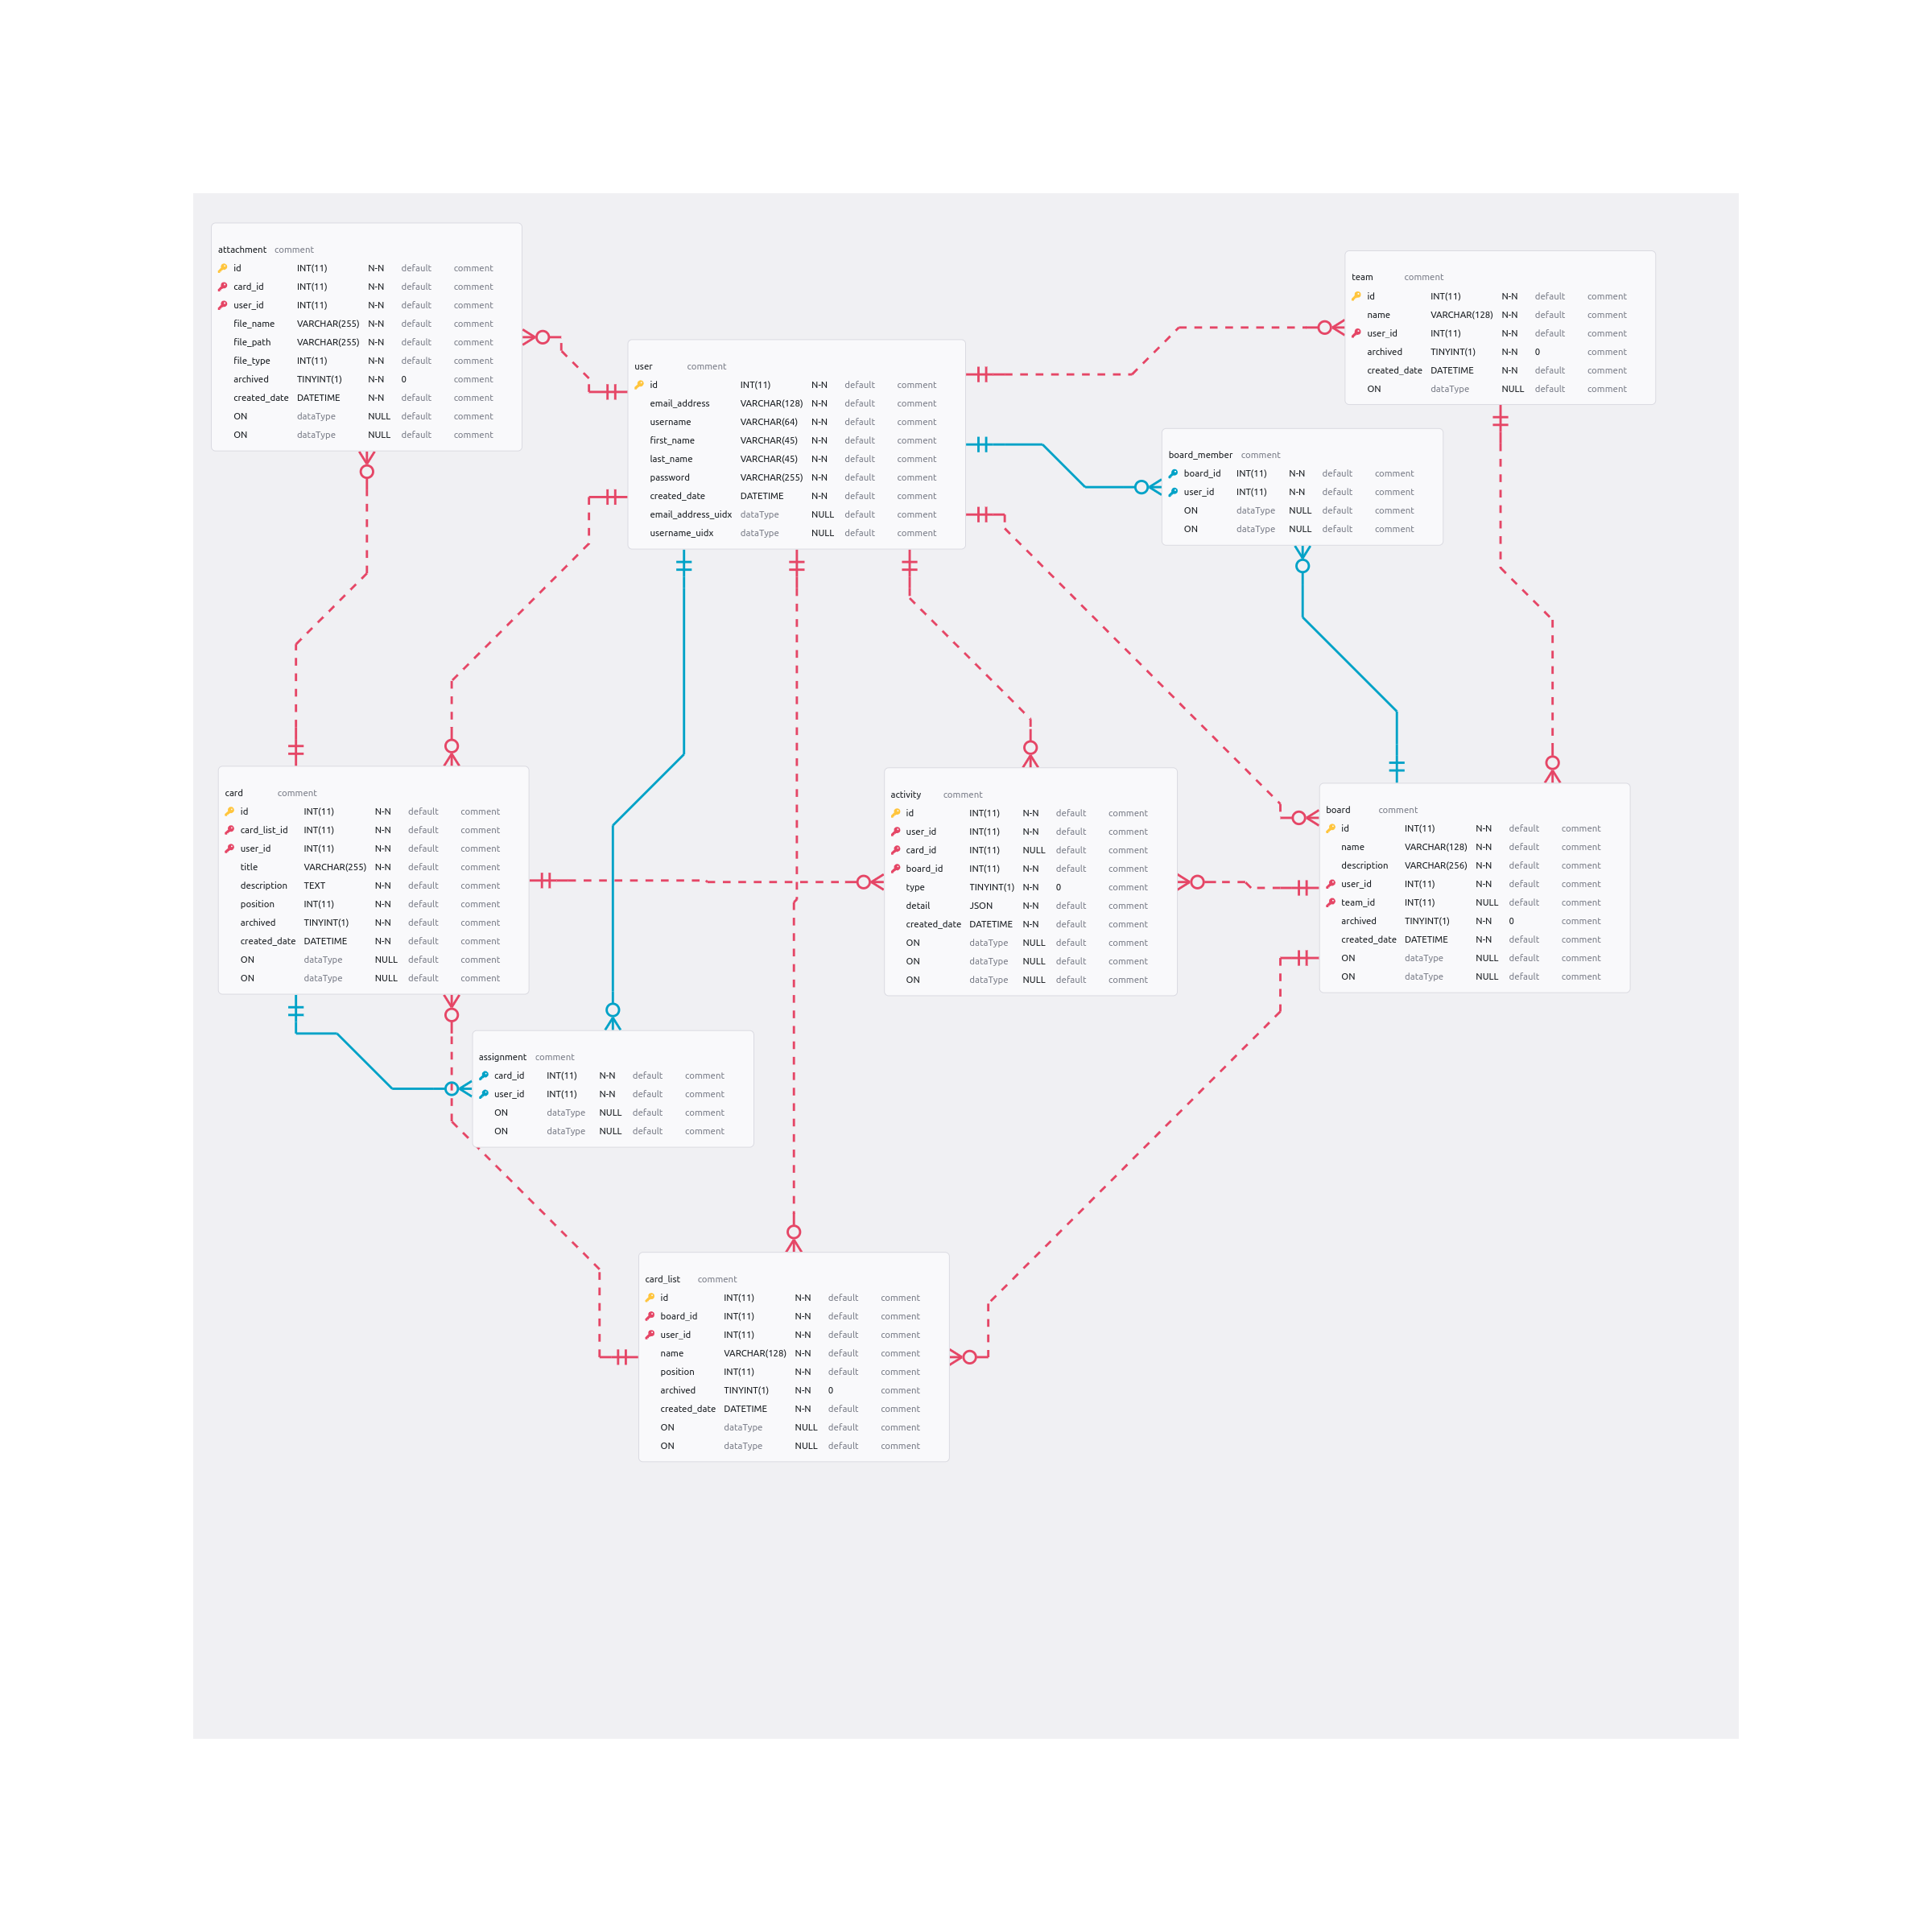 attachment comment
id INT(11) N-N default comment
card_id INT(11) N-N default comment
user_id INT(11) N-N default comment
file_name VARCHAR(255) N-N default comment
file_path VARCHAR(255) N-N default comment
file_type INT(11) N-N default comment
archived TINYINT(1) N-N 0 comment
created_date DATETIME N-N default comment
ON dataType NULL default comment
ON dataType NULL default comment
team comment
id INT(11) N-N default comment
name VARCHAR(128) N-N default comment
user_id INT(11) N-N default comment
archived TINYINT(1) N-N 0 comment
created_date DATETIME N-N default comment
ON dataType NULL default comment
user comment
id INT(11) N-N default comment
email_address VARCHAR(128) N-N default comment
username VARCHAR(64) N-N default comment
first_name VARCHAR(45) N-N default comment
last_name VARCHAR(45) N-N default comment
password VARCHAR(255) N-N default comment
created_date DATETIME N-N default comment
email_address_uidx dataType NULL default comment
username_uidx dataType NULL default comment
board_member comment
board_id INT(11) N-N default comment
user_id INT(11) N-N default comment
ON dataType NULL default comment
ON dataType NULL default comment
card comment
id INT(11) N-N default comment
card_list_id INT(11) N-N default comment
user_id INT(11) N-N default comment
title VARCHAR(255) N-N default comment
description TEXT N-N default comment
position INT(11) N-N default comment
archived TINYINT(1) N-N default comment
created_date DATETIME N-N default comment
ON dataType NULL default comment
ON dataType NULL default comment
activity comment
id INT(11) N-N default comment
user_id INT(11) N-N default comment
card_id INT(11) NULL default comment
board_id INT(11) N-N default comment
type TINYINT(1) N-N 0 comment
detail JSON N-N default comment
created_date DATETIME N-N default comment
ON dataType NULL default comment
ON dataType NULL default comment
ON dataType NULL default comment
board comment
id INT(11) N-N default comment
name VARCHAR(128) N-N default comment
description VARCHAR(256) N-N default comment
user_id INT(11) N-N default comment
team_id INT(11) NULL default comment
archived TINYINT(1) N-N 0 comment
created_date DATETIME N-N default comment
ON dataType NULL default comment
ON dataType NULL default comment
assignment comment
card_id INT(11) N-N default comment
user_id INT(11) N-N default comment
ON dataType NULL default comment
ON dataType NULL default comment
card_list comment
id INT(11) N-N default comment
board_id INT(11) N-N default comment
user_id INT(11) N-N default comment
name VARCHAR(128) N-N default comment
position INT(11) N-N default comment
archived TINYINT(1) N-N 0 comment
created_date DATETIME N-N default comment
ON dataType NULL default comment
ON dataType NULL default comment